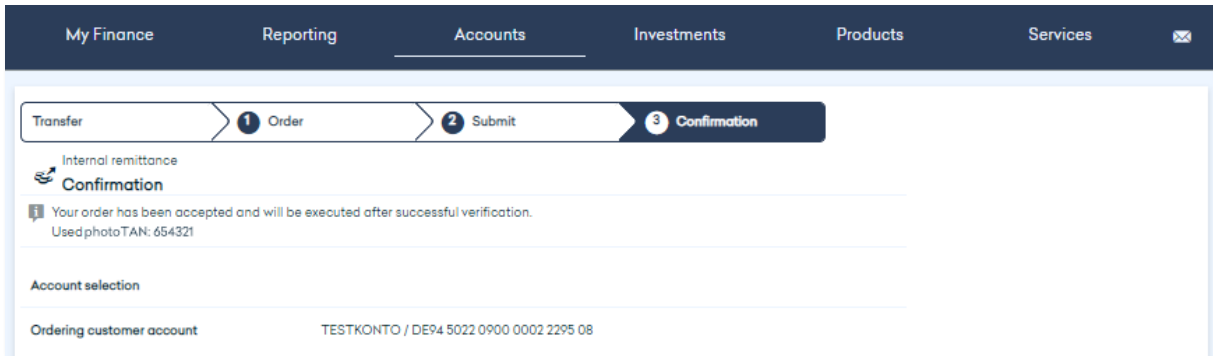 My Finance Reporting Accounts Investments Products Services
Transfer 1 Order 2 Submit 3 Confirmation
Internal remittance
Confirmation
Your order has been accepted and will be executed after successful verification.
Used photoTAN: 654321
Account selection
Ordering customer account TESTKONTO / DE94 5022 0900 0002 2295 08